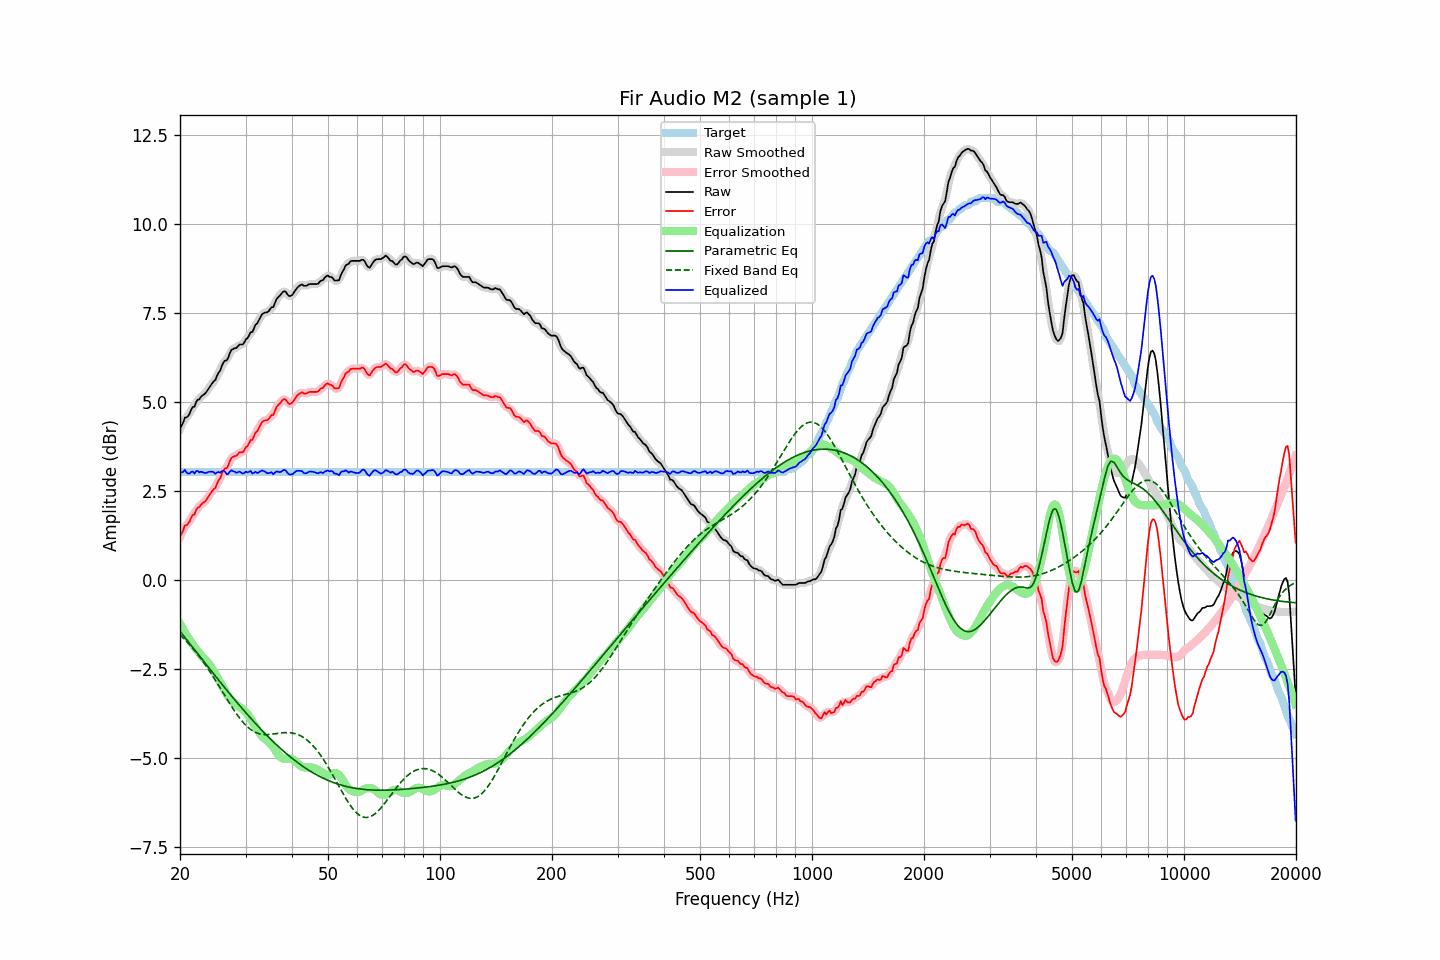 Fir Audio M2 (sample 1)
Target
Raw Smoothed
Error Smoothed
Raw
Error
Equalization
Parametric Eq
Fixed Band Eq
Equalized
Amplitude (dBr)
12.5
10.0
7.5
5.0
2.5
0.0
−2.5
−5.0
−7.5
20 50 100 200 500 1000 2000 5000 10000 20000
Frequency (Hz)